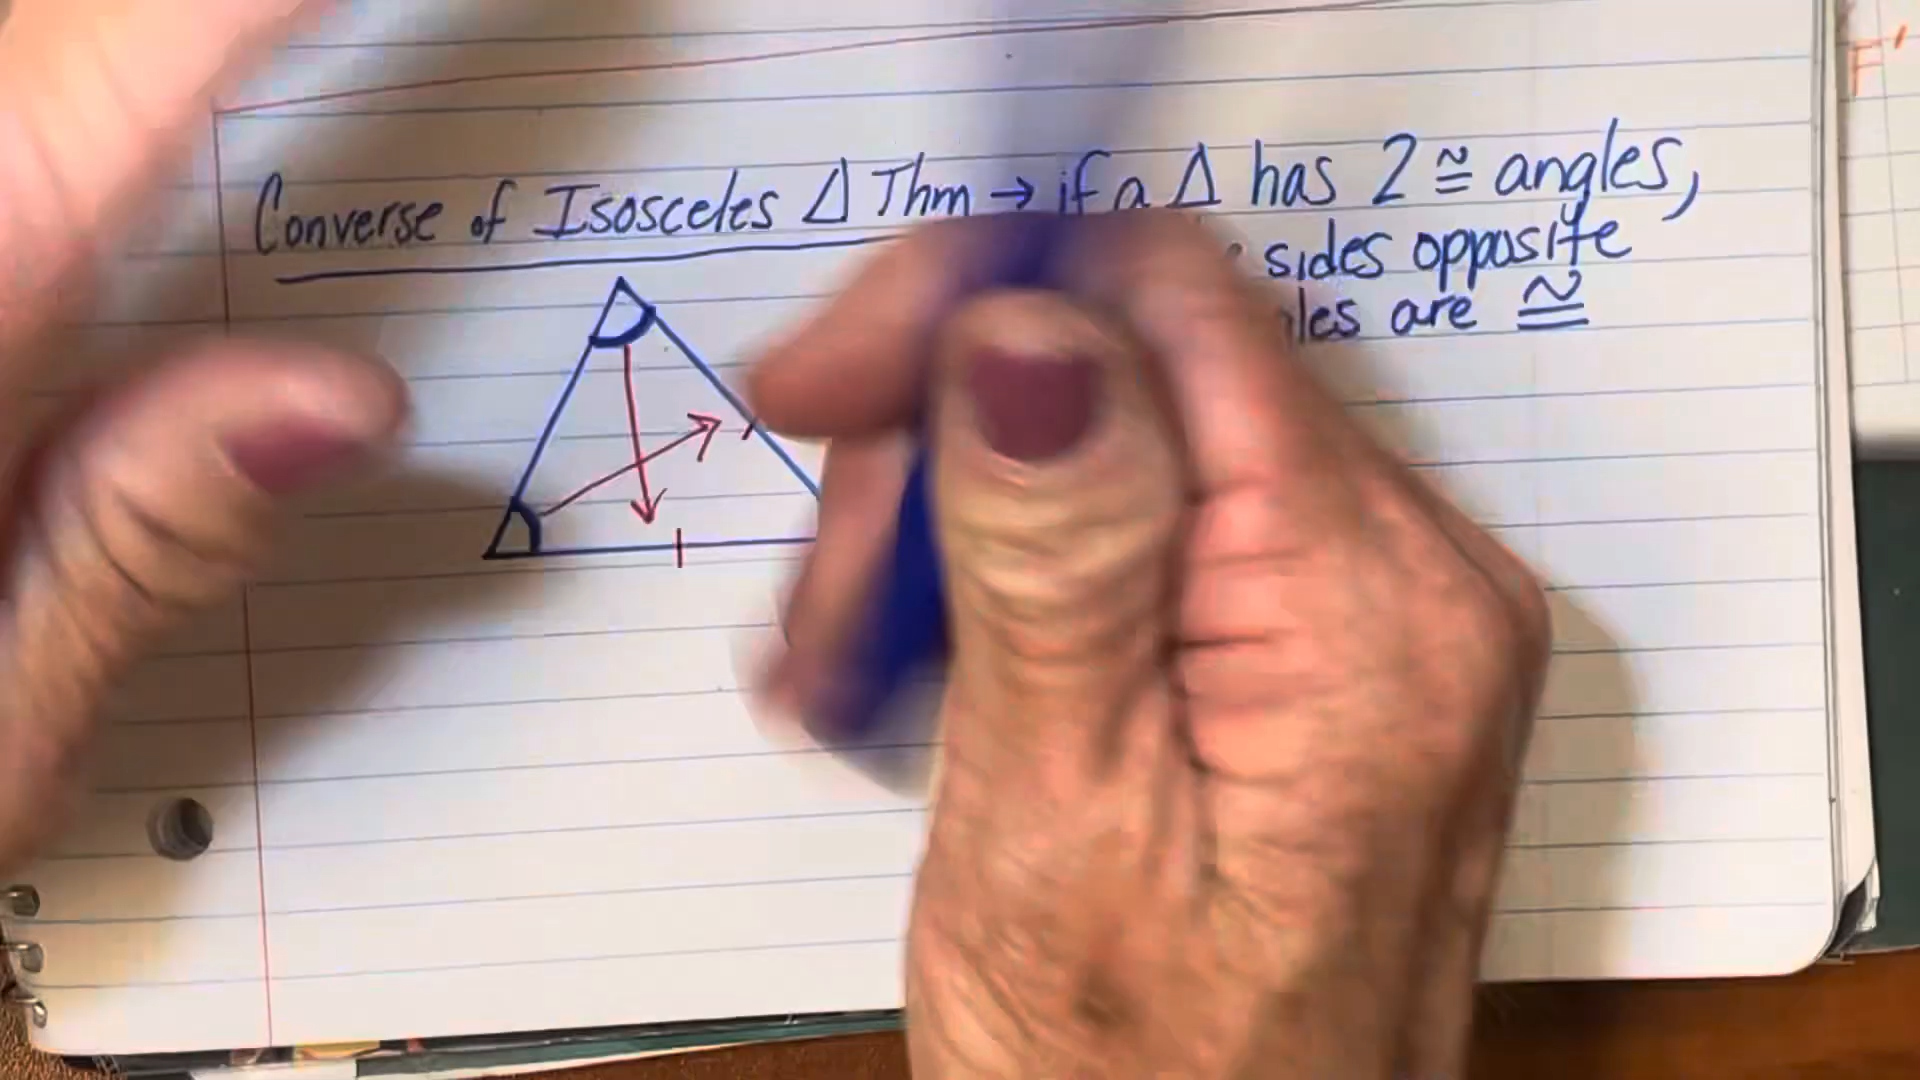 Converse of Isosceles Δ Thm → if a Δ has 2 ≅ angles,
sides opposite
are ≅
F'